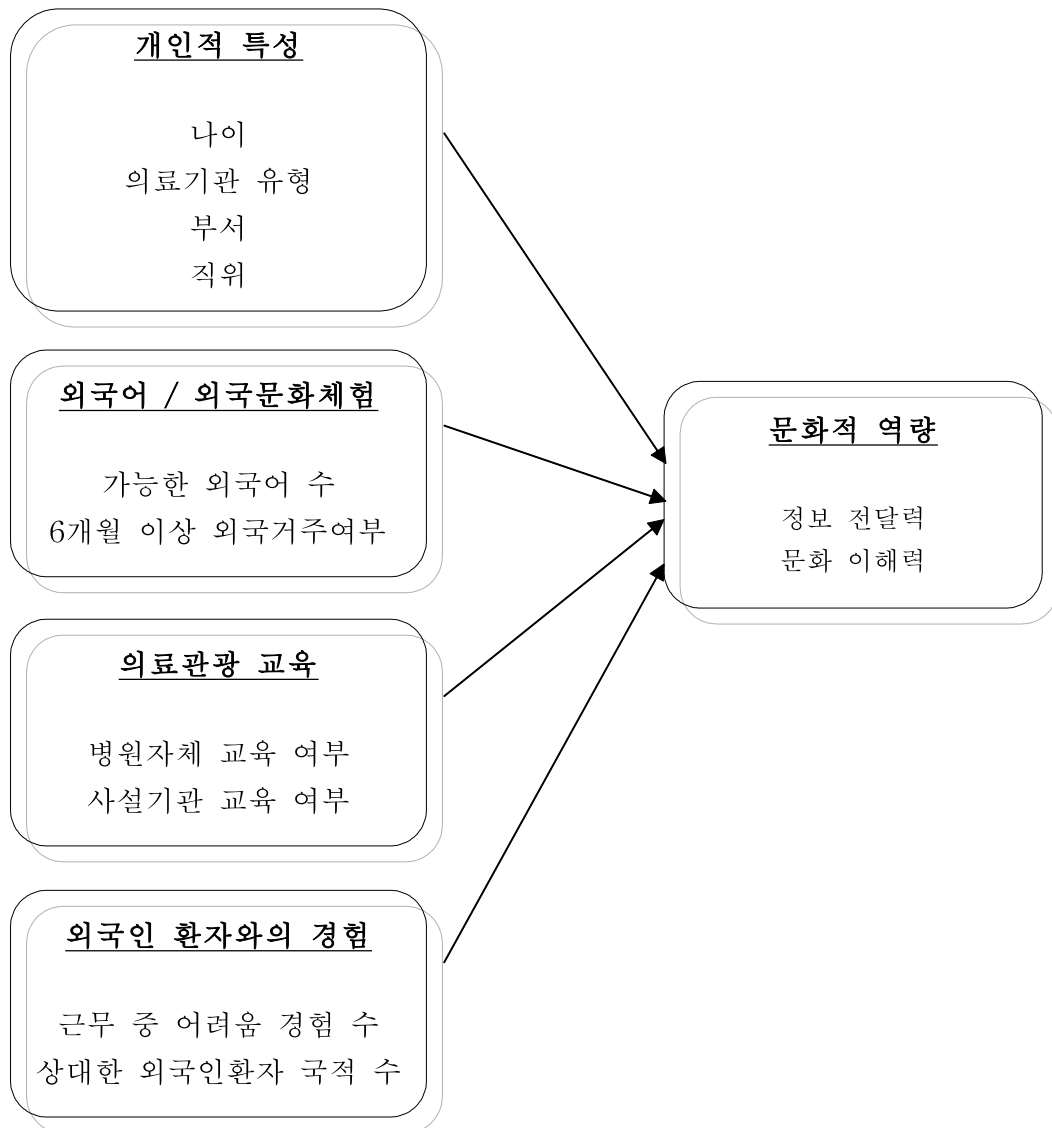 개인적 특성
나이
의료기관 유형
부서
직위
외국어 / 외국문화체험
가능한 외국어 수
6개월 이상 외국거주여부
의료관광 교육
병원자체 교육 여부
사설기관 교육 여부
외국인 환자와의 경험
근무 중 어려움 경험 수
상대한 외국인환자 국적 수
문화적 역량
정보 전달력
문화 이해력